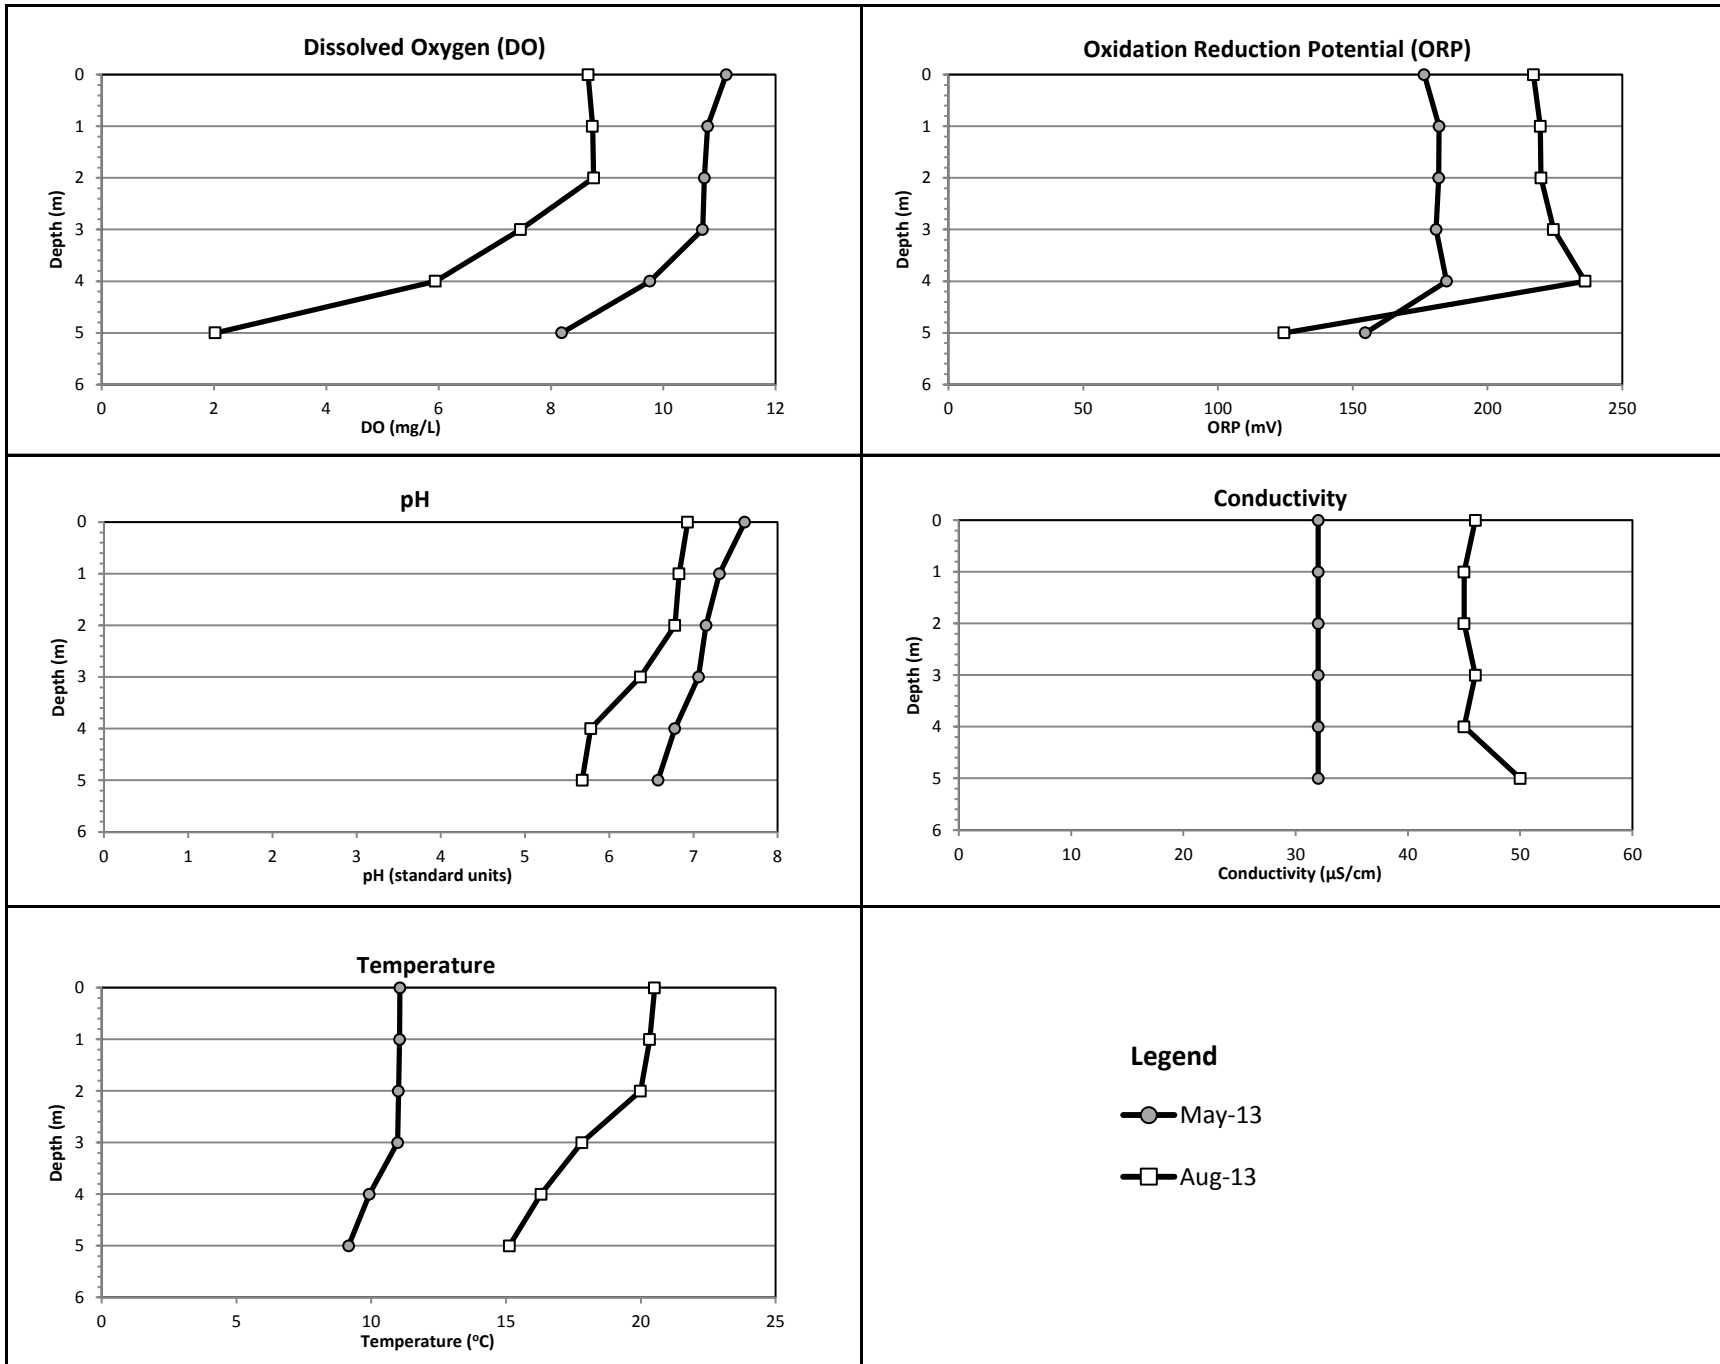 Dissolved Oxygen (DO)
0
1
2
3
4
5
6
Depth (m)
0 2 4 6 8 10 12
DO (mg/L)
Oxidation Reduction Potential (ORP)
0
1
2
3
4
5
6
Depth (m)
0 50 100 150 200 250
ORP (mV)
pH
0
1
2
3
4
5
6
Depth (m)
0 1 2 3 4 5 6 7 8
pH (standard units)
Conductivity
0
1
2
3
4
5
6
Depth (m)
0 10 20 30 40 50 60
Conductivity (µS/cm)
Temperature
0
1
2
3
4
5
6
Depth (m)
0 5 10 15 20 25
Temperature (°C)
Legend
May-13
Aug-13